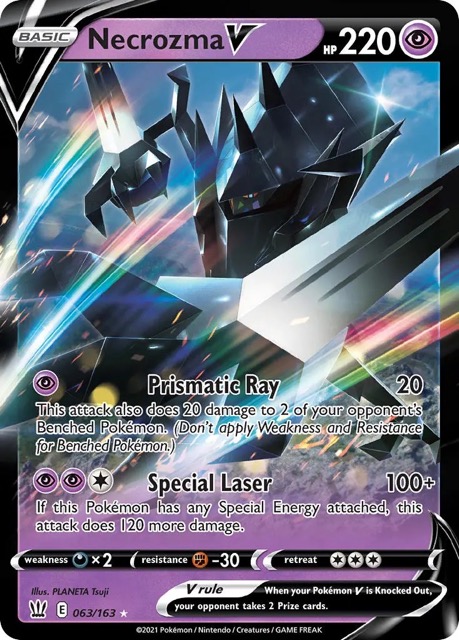 BASIC Necrozma V HP 220
Prismatic Ray 20
This attack also does 20 damage to 2 of your opponent's
Benched Pokémon. (Don't apply Weakness and Resistance
for Benched Pokémon.)
Special Laser 100+
If this Pokémon has any Special Energy attached, this
attack does 120 more damage.
weakness ×2 resistance -30 retreat
Illus. PLANETA Tsuji
V rule When your Pokémon V is Knocked Out,
your opponent takes 2 Prize cards.
E 063/163
©2021 Pokémon / Nintendo / Creatures / GAME FREAK